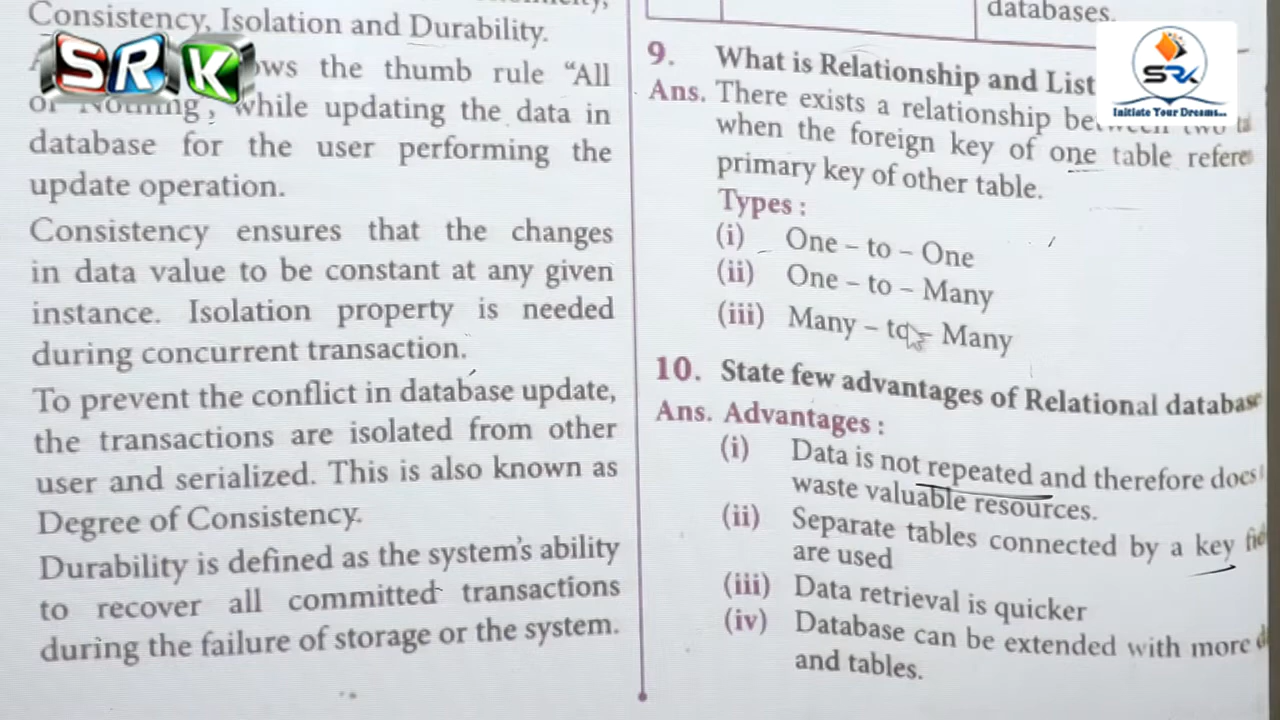 Consistency, Isolation and Durability.
SRK
ows the thumb rule “All
or Nothing, while updating the data in
database for the user performing the
update operation.
Consistency ensures that the changes
in data value to be constant at any given
instance. Isolation property is needed
during concurrent transaction.
To prevent the conflict in database update,
the transactions are isolated from other
user and serialized. This is also known as
Degree of Consistency.
Durability is defined as the system's ability
to recover all committed transactions
during the failure of storage or the system.
databases.
SRK
Initiate Your Dreams...
9. What is Relationship and List
Ans. There exists a relationship between two
when the foreign key of one table
primary key of other table.
Types :
(i) One – to – One
(ii) One – to – Many
(iii) Many – to – Many
10. State few advantages of Relational database
Ans. Advantages :
(i) Data is not repeated and therefore does
waste valuable resources.
(ii) Separate tables connected by a key
are used
(iii) Data retrieval is quicker
(iv) Database can be extended with more
and tables.